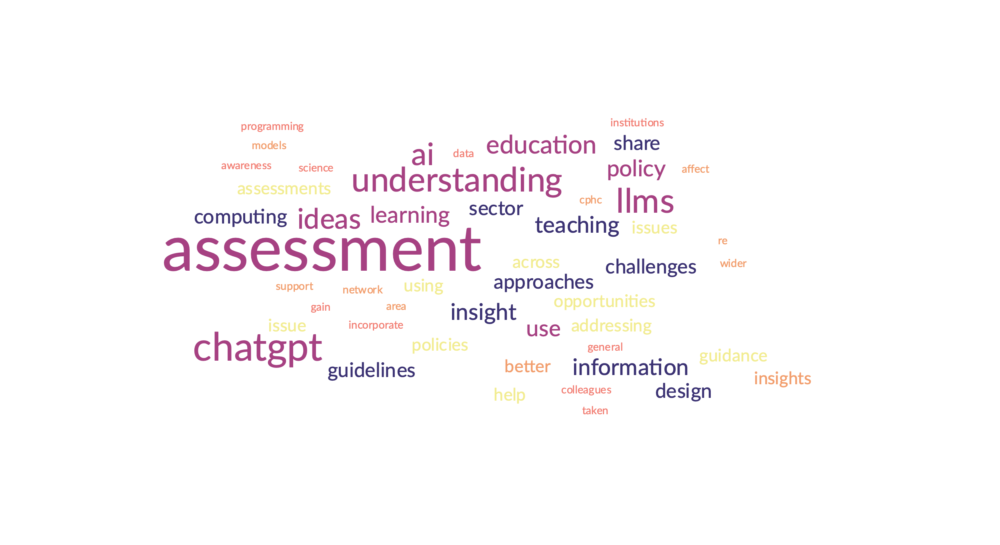 programming
institutions
models
ai
data
education
share
awareness
science
understanding
policy
affect
assessments
cphc
llms
computing
ideas
learning
sector
teaching
issues
assessment
re
across
challenges
wider
support
network
using
approaches
gain
area
insight
opportunities
issue
incorporate
use
addressing
chatgpt
policies
general
guidance
guidelines
better
information
insights
help
colleagues
design
taken